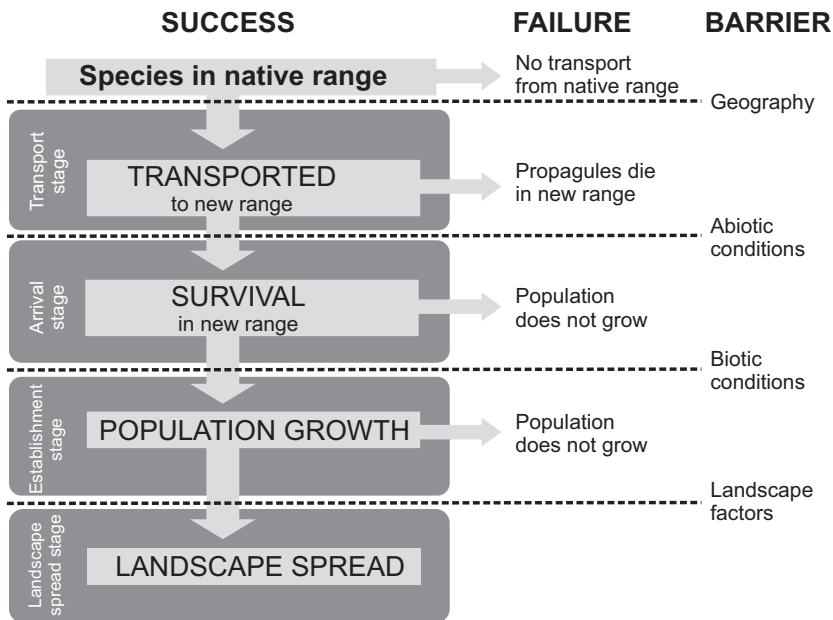 SUCCESS FAILURE BARRIER
Species in native range
No transport
from native range
Geography
Transport
stage
TRANSPORTED
to new range
Propagules die
in new range
Abiotic
conditions
Arrival
stage
SURVIVAL
in new range
Population
does not grow
Biotic
conditions
Establishment
stage
POPULATION GROWTH
Population
does not grow
Landscape
factors
Landscape
spread stage
LANDSCAPE SPREAD